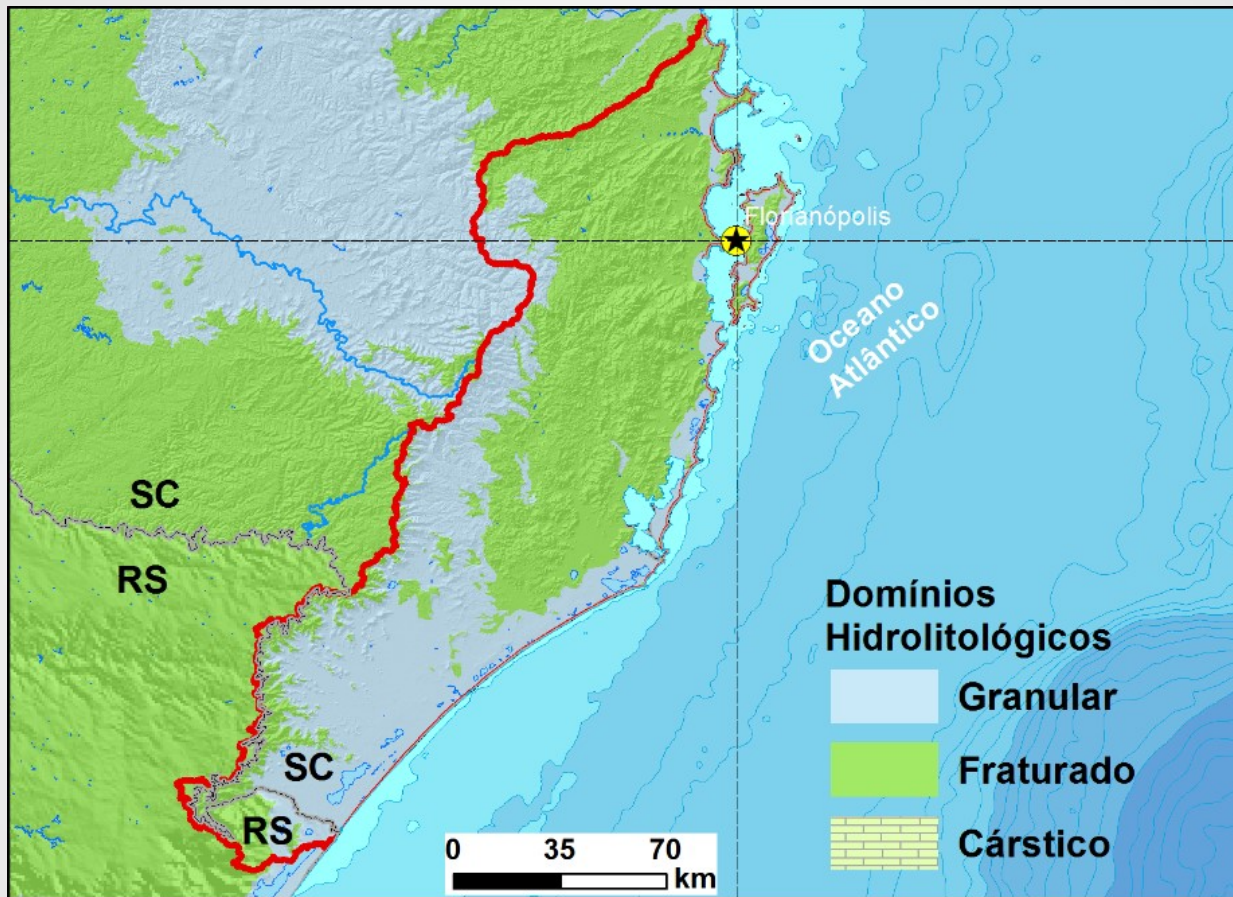 Florianópolis
Oceano
Atlântico
SC
RS
SC
RS
Domínios
Hidrolitológicos
Granular
Fraturado
Cárstico
0 35 70
km